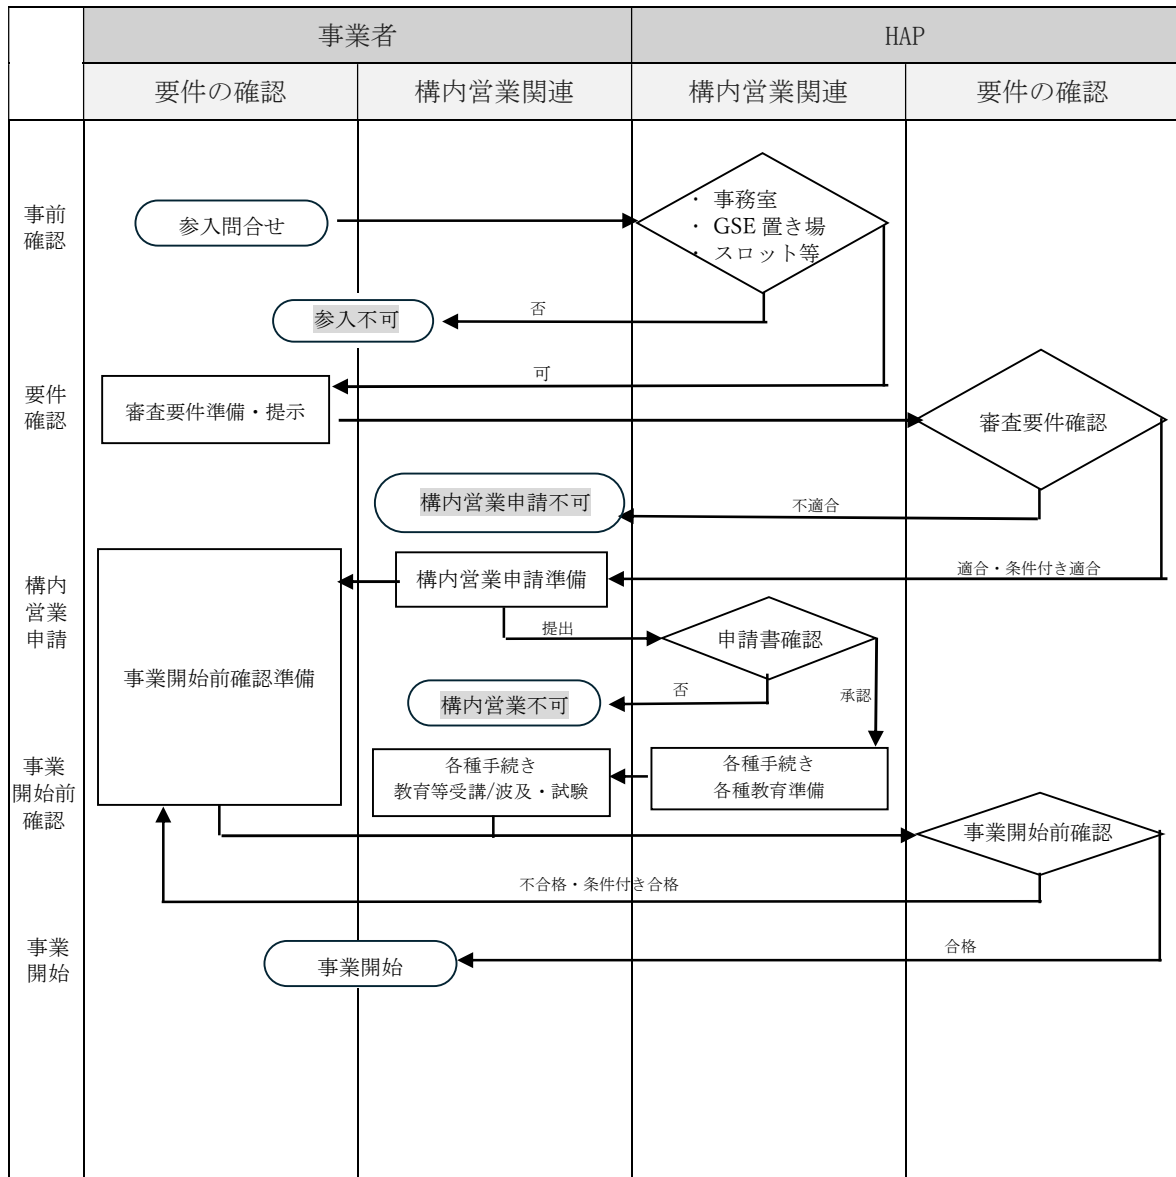 事業者
HAP
要件の確認
構内営業関連
構内営業関連
要件の確認
事前
確認
参入問合せ
・ 事務室
・ GSE 置き場
・ スロット等
否
参入不可
可
要件
確認
審査要件準備・提示
審査要件確認
構内営業申請不可
不適合
構内
営業
申請
構内営業申請準備
適合・条件付き適合
提出
申請書確認
事業開始前確認準備
否
承認
構内営業不可
事業
開始前
確認
各種手続き
教育等受講/波及・試験
各種手続き
各種教育準備
事業開始前確認
不合格・条件付き合格
事業
開始
事業開始
合格